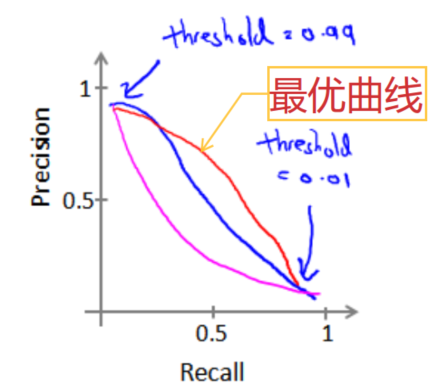 threshold = 0.99
1
最优曲线
threshold
= 0.01
Precision
0.5
0.5
1
Recall